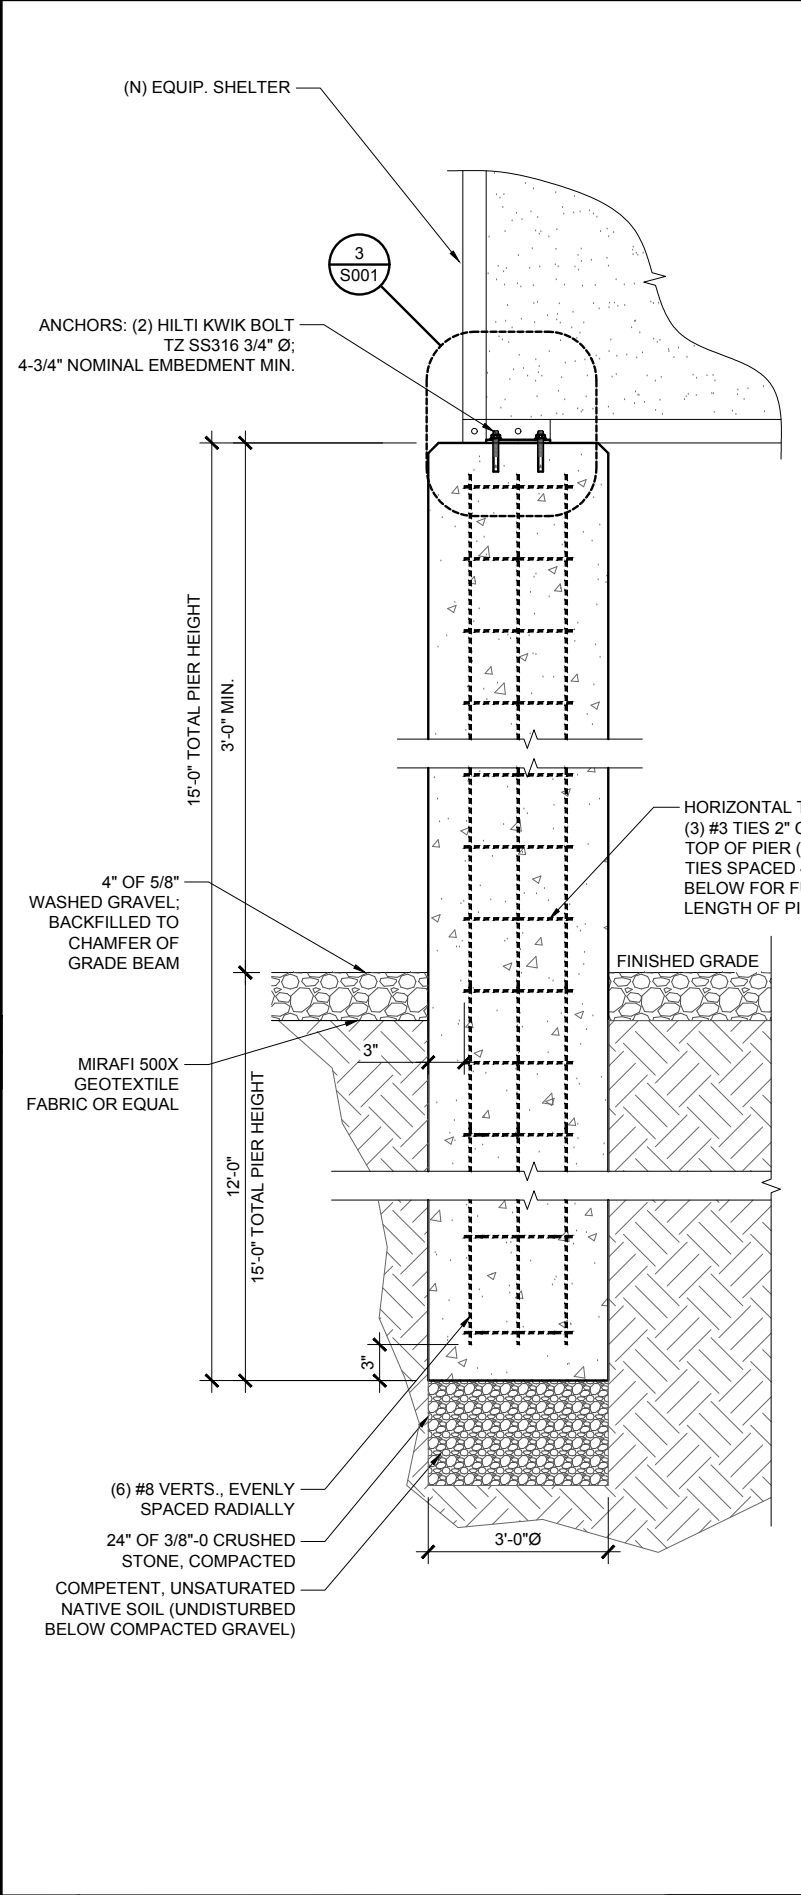 (N) EQUIP. SHELTER
3
S001
ANCHORS: (2) HILTI KWIK BOLT
TZ SS316 3/4" Ø;
4-3/4" NOMINAL EMBEDMENT MIN.
15'-0" TOTAL PIER HEIGHT
3'-0" MIN.
HORIZONTAL
(3) #3 TIES 2"
TOP OF PIER (
TIES SPACED
BELOW FOR
LENGTH OF
4" OF 5/8"
WASHED GRAVEL;
BACKFILLED TO
CHAMFER OF
GRADE BEAM
FINISHED GRADE
3"
MIRAFI 500X
GEOTEXTILE
FABRIC OR EQUAL
12'-0"
15'-0" TOTAL PIER HEIGHT
3"
(6) #8 VERTS., EVENLY
SPACED RADIALLY
24" OF 3/8"-0 CRUSHED
STONE, COMPACTED
3'-0"Ø
COMPETENT, UNSATURATED
NATIVE SOIL (UNDISTURBED
BELOW COMPACTED GRAVEL)